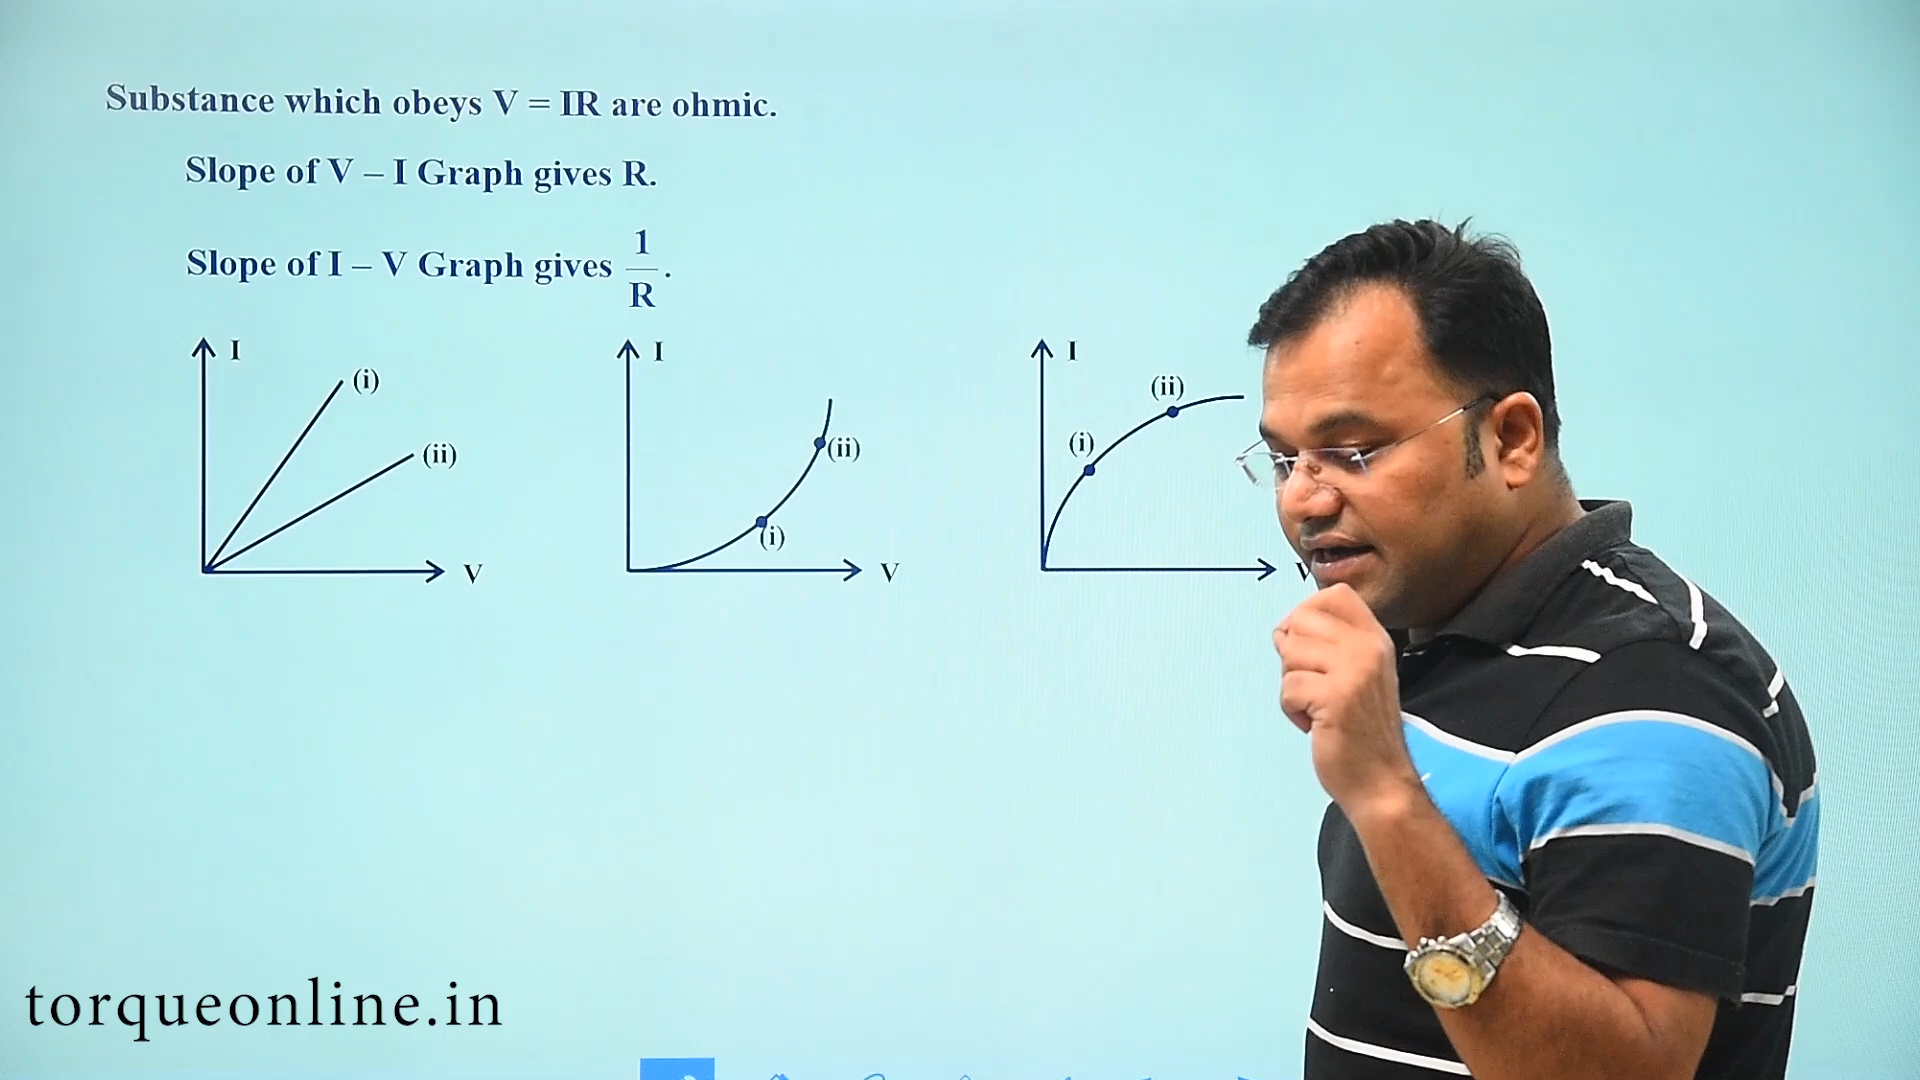 Substance which obeys V = IR are ohmic.
Slope of V – I Graph gives R.
Slope of I – V Graph gives 1/R.
I
(i)
(ii)
V
I
(ii)
(i)
V
I
(ii)
(i)
V
torqueonline.in